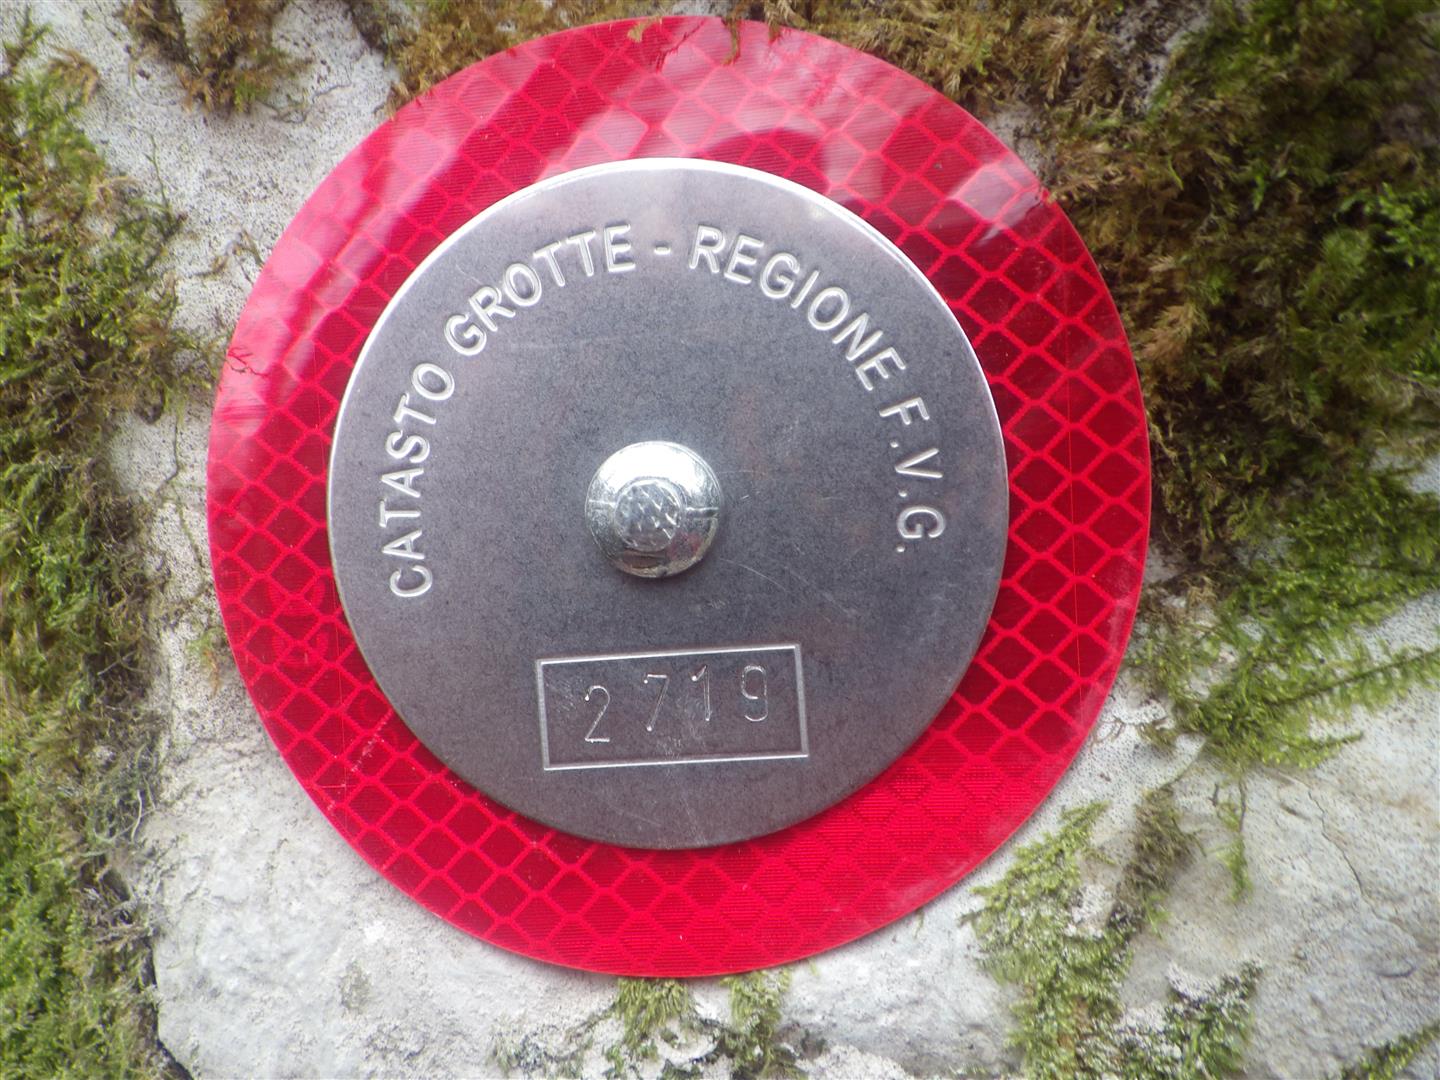 CATASTO GROTTE - REGIONE F.V.G.
2719